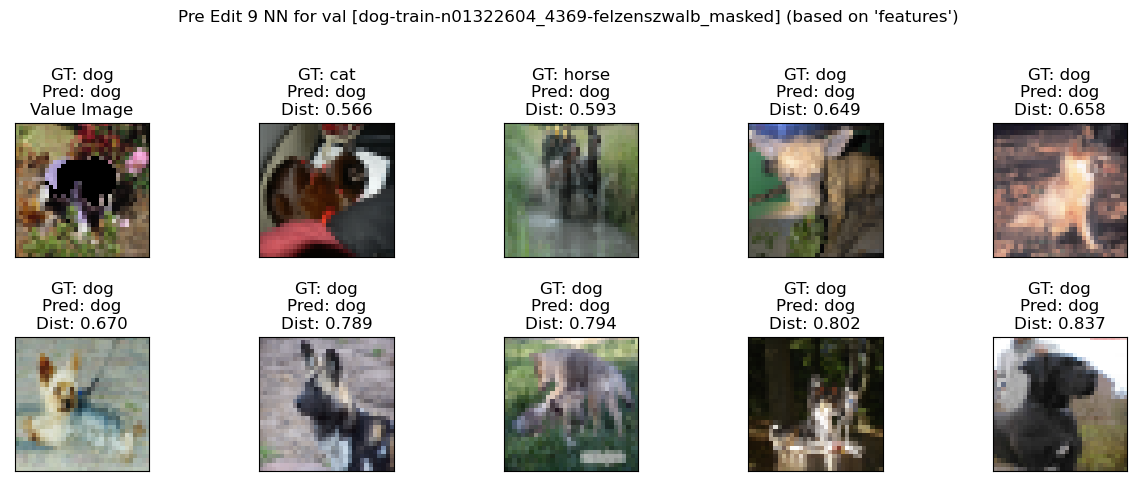 Pre Edit 9 NN for val [dog-train-n01322604_4369-felzenszwalb_masked] (based on 'features')
GT: dog
Pred: dog
Value Image
GT: cat
Pred: dog
Dist: 0.566
GT: horse
Pred: dog
Dist: 0.593
GT: dog
Pred: dog
Dist: 0.649
GT: dog
Pred: dog
Dist: 0.658
GT: dog
Pred: dog
Dist: 0.670
GT: dog
Pred: dog
Dist: 0.789
GT: dog
Pred: dog
Dist: 0.794
GT: dog
Pred: dog
Dist: 0.802
GT: dog
Pred: dog
Dist: 0.837